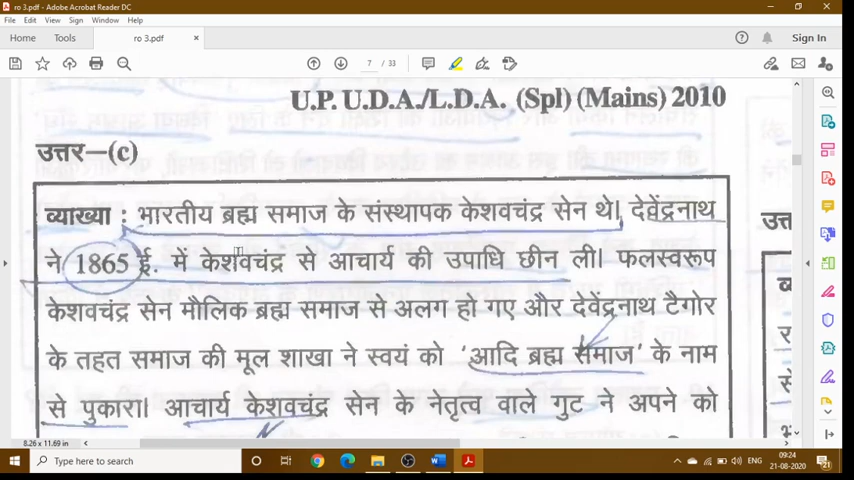 ro 3.pdf - Adobe Acrobat Reader DC
File Edit View Sign Window Help
Home Tools ro 3.pdf × Sign In
7 / 33
U.P. U.D.A./L.D.A. (Spl) (Mains) 2010
उत्तर—(c)
व्याख्या : भारतीय ब्रह्म समाज के संस्थापक केशवचंद्र सेन थे। देवेंद्रनाथ
ने 1865 ई. में केशवचंद्र से आचार्य की उपाधि छीन ली। फलस्वरूप
केशवचंद्र सेन मौलिक ब्रह्म समाज से अलग हो गए और देवेंद्रनाथ टैगोर
के तहत समाज की मूल शाखा ने स्वयं को 'आदि ब्रह्म समाज' के नाम
से पुकारा। आचार्य केशवचंद्र सेन के नेतृत्व वाले गुट ने अपने को
8.26 x 11.69 in
Type here to search
ENG
09:24
21-08-2020